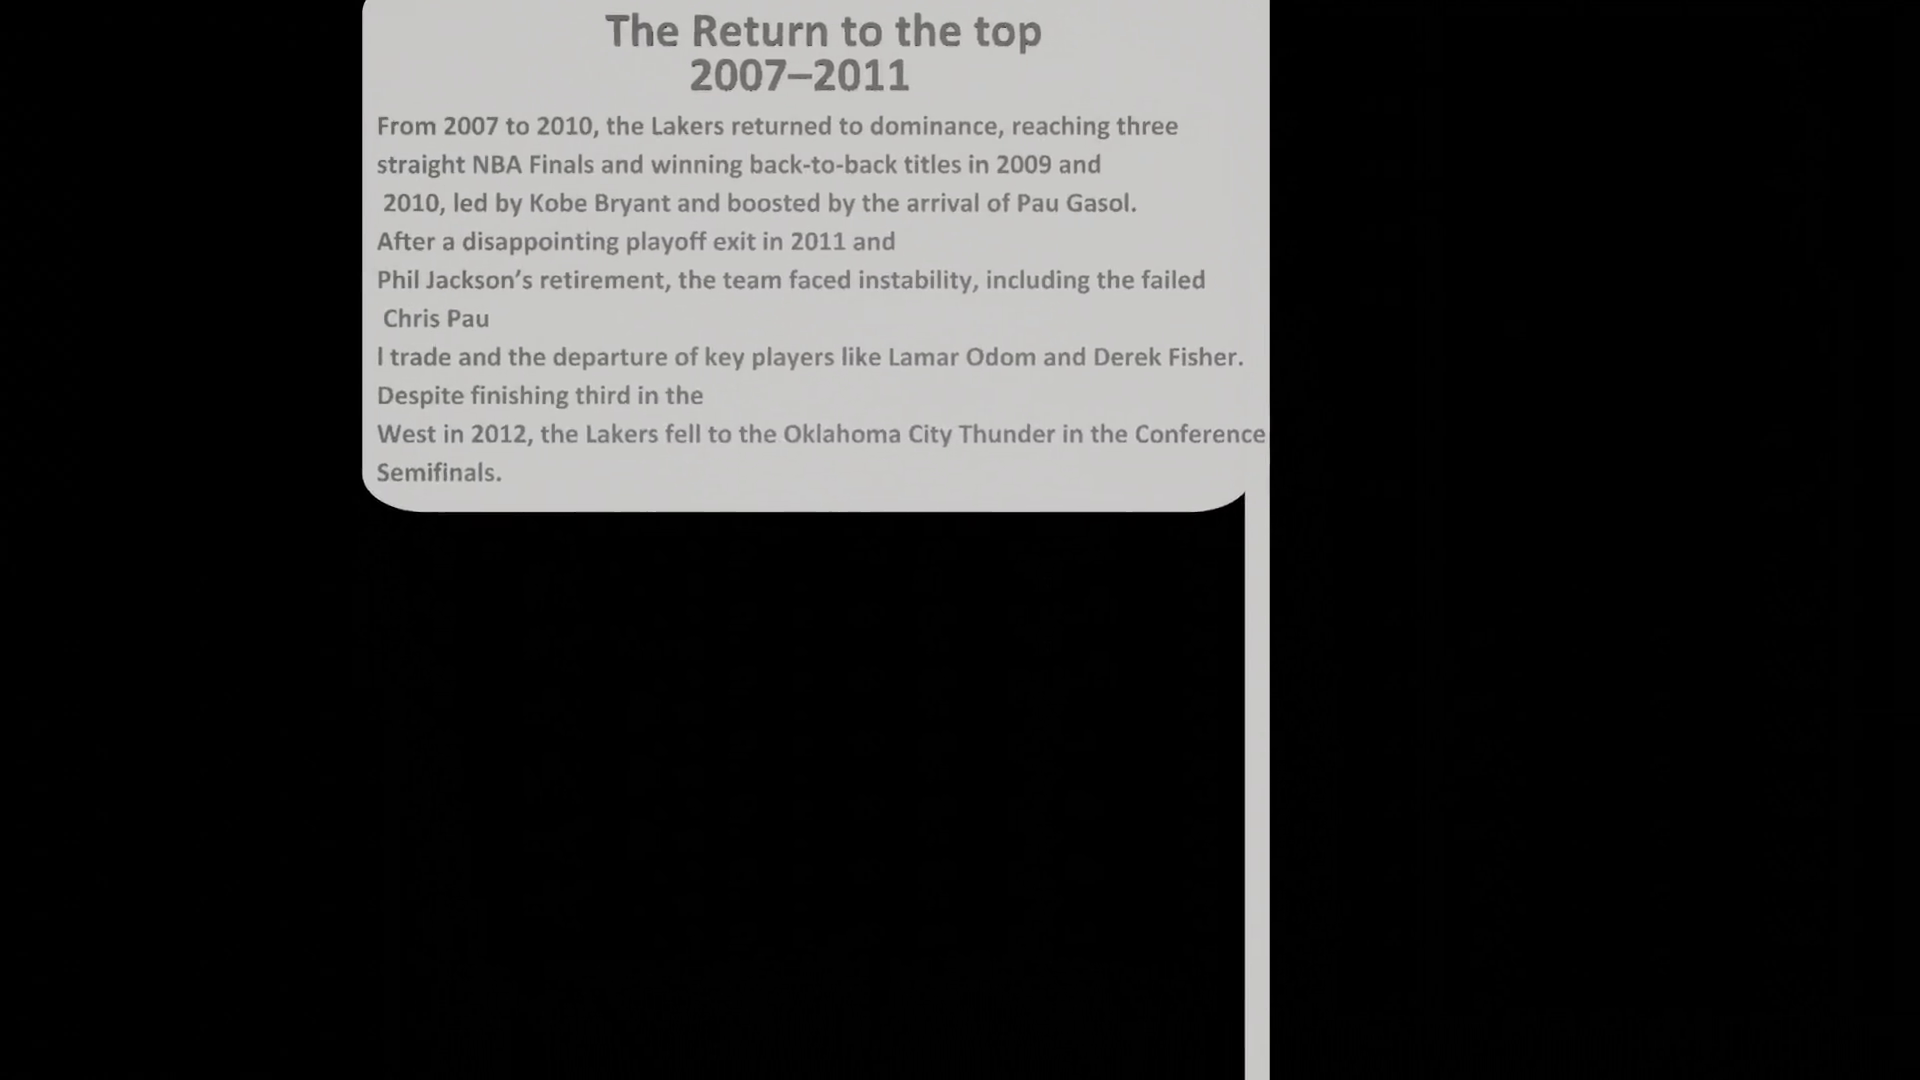 The Return to the top
2007–2011
From 2007 to 2010, the Lakers returned to dominance, reaching three
straight NBA Finals and winning back-to-back titles in 2009 and
2010, led by Kobe Bryant and boosted by the arrival of Pau Gasol.
After a disappointing playoff exit in 2011 and
Phil Jackson’s retirement, the team faced instability, including the failed
Chris Pau
l trade and the departure of key players like Lamar Odom and Derek Fisher.
Despite finishing third in the
West in 2012, the Lakers fell to the Oklahoma City Thunder in the Conference
Semifinals.